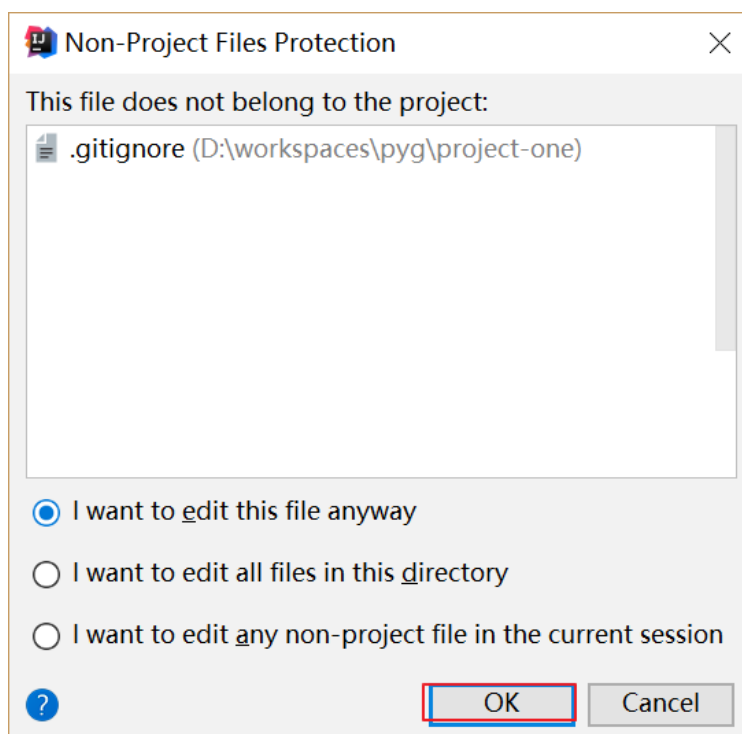 Non-Project Files Protection
This file does not belong to the project:
.gitignore (D:\workspaces\pyg\project-one)
I want to edit this file anyway
I want to edit all files in this directory
I want to edit any non-project file in the current session
?
OK Cancel